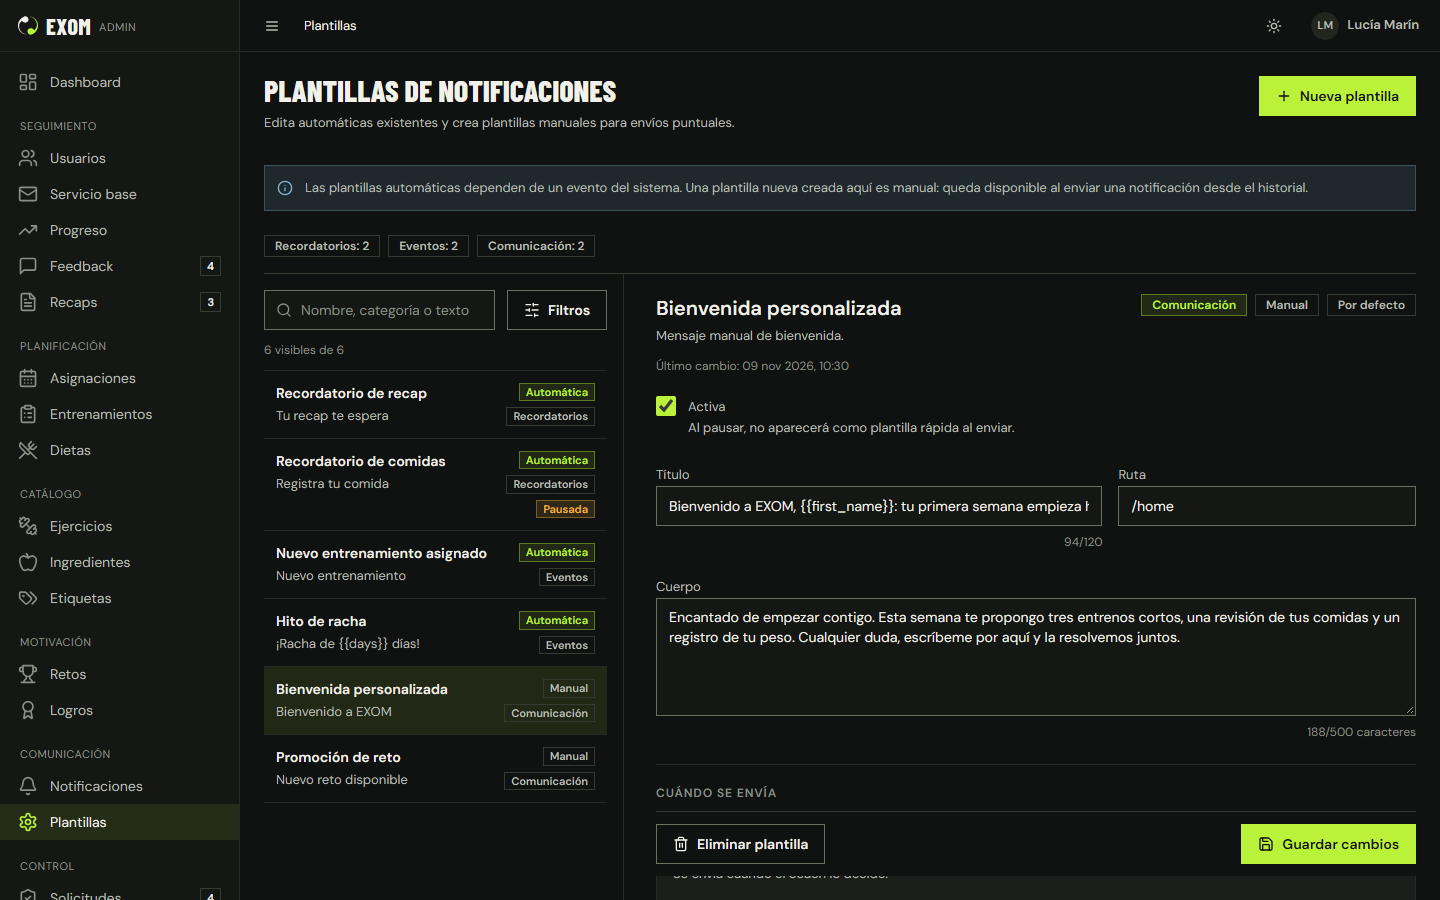 EXOM ADMIN
Plantillas
LM Lucía Marín
Dashboard
SEGUIMIENTO
Usuarios
Servicio base
Progreso
Feedback 4
Recaps 3
PLANIFICACIÓN
Asignaciones
Entrenamientos
Dietas
CATÁLOGO
Ejercicios
Ingredientes
Etiquetas
MOTIVACIÓN
Retos
Logros
COMUNICACIÓN
Notificaciones
Plantillas
CONTROL
Solicitudes 4
PLANTILLAS DE NOTIFICACIONES
Edita automáticas existentes y crea plantillas manuales para envíos puntuales.
Nueva plantilla
Las plantillas automáticas dependen de un evento del sistema. Una plantilla nueva creada aquí es manual: queda disponible al enviar una notificación desde el historial.
Recordatorios: 2 Eventos: 2 Comunicación: 2
Nombre, categoría o texto Filtros
6 visibles de 6
Recordatorio de recap Automática
Tu recap te espera Recordatorios
Recordatorio de comidas Automática
Registra tu comida Recordatorios
Pausada
Nuevo entrenamiento asignado Automática
Nuevo entrenamiento Eventos
Hito de racha Automática
¡Racha de {{days}} días! Eventos
Bienvenida personalizada Manual
Bienvenido a EXOM Comunicación
Promoción de reto Manual
Nuevo reto disponible Comunicación
Bienvenida personalizada Comunicación Manual Por defecto
Mensaje manual de bienvenida.
Último cambio: 09 nov 2026, 10:30
Activa
Al pausar, no aparecerá como plantilla rápida al enviar.
Título Ruta
Bienvenido a EXOM, {{first_name}}: tu primera semana empieza /home
94/120
Cuerpo
Encantado de empezar contigo. Esta semana te propongo tres entrenos cortos, una revisión de tus comidas y un
registro de tu peso. Cualquier duda, escríbeme por aquí y la resolvemos juntos.
188/500 caracteres
CUÁNDO SE ENVÍA
Eliminar plantilla Guardar cambios